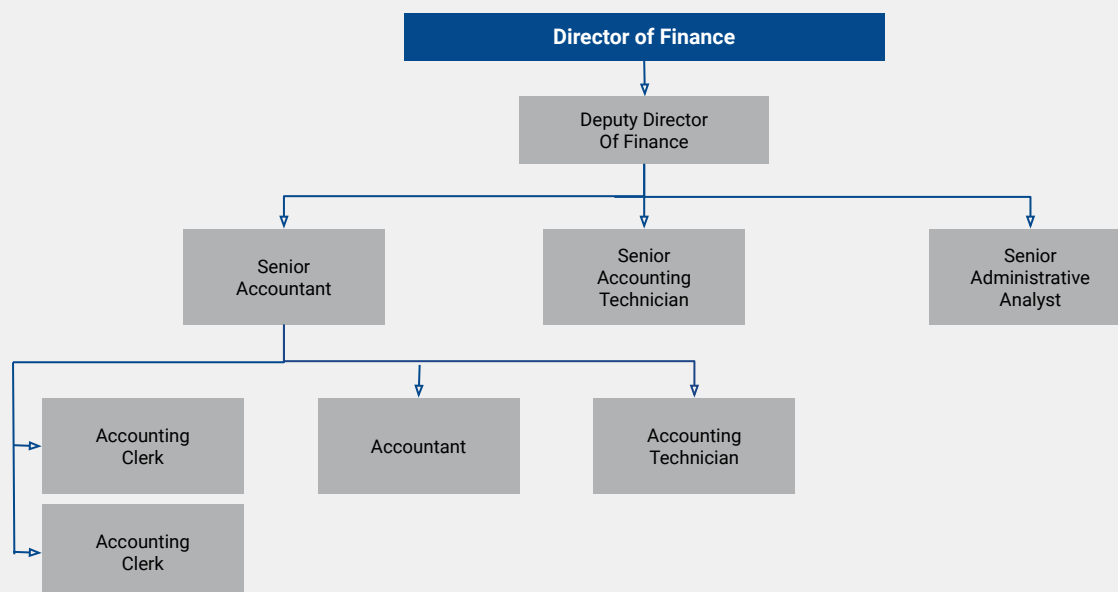 Director of Finance
Deputy Director
Of Finance
Senior
Accountant
Senior
Accounting
Technician
Senior
Administrative
Analyst
Accounting
Clerk
Accountant
Accounting
Technician
Accounting
Clerk